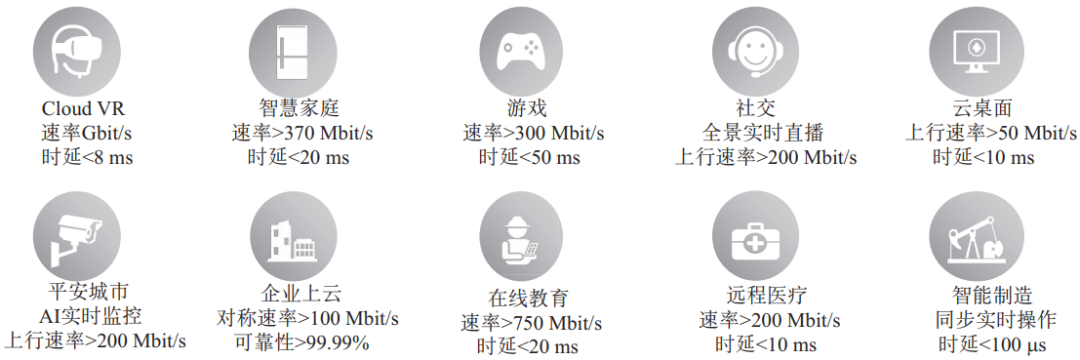 Cloud VR
速率Gbit/s
时延<8 ms
智慧家庭
速率>370 Mbit/s
时延<20 ms
游戏
速率>300 Mbit/s
时延<50 ms
社交
全景实时直播
上行速率>200 Mbit/s
云桌面
上行速率>50 Mbit/s
时延<10 ms
平安城市
AI实时监控
上行速率>200 Mbit/s
企业上云
对称速率>100 Mbit/s
可靠性>99.99%
在线教育
速率>750 Mbit/s
时延<20 ms
远程医疗
速率>200 Mbit/s
时延<10 ms
智能制造
同步实时操作
时延<100 μs